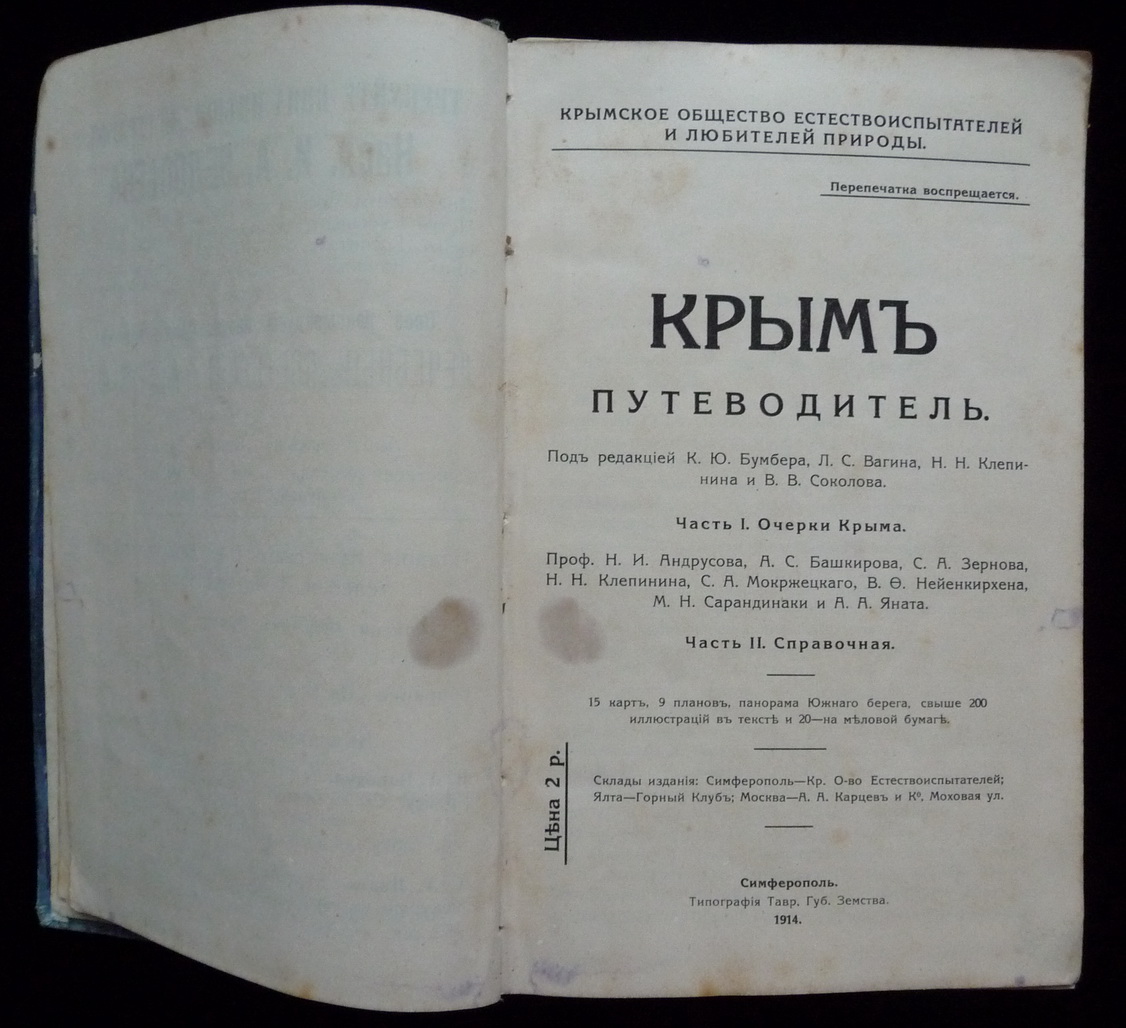 КРЫМСКОЕ ОБЩЕСТВО ЕСТЕСТВОИСПЫТАТЕЛЕЙ
И ЛЮБИТЕЛЕЙ ПРИРОДЫ.
Перепечатка воспрещается.
КРЫМЪ
ПУТЕВОДИТЕЛЬ.
Подъ редакціей К. Ю. Бумбера, Л. С. Вагина, Н. Н. Клепи-
нина и В. В. Соколова.
Часть I. Очерки Крыма.
Проф. Н. И. Андрусова, А. С. Башкирова, С. А. Зернова,
Н. Н. Клепинина, С. А. Мокржецкаго, В. Ѳ. Нейенкирхена,
М. Н. Сарандинаки и А. А. Яната.
Часть II. Справочная.
15 картъ, 9 плановъ, панорама Южнаго берега, свыше 200
иллюстрацій въ текстѣ и 20—на мѣловой бумагѣ.
Цѣна 2 р.
Склады изданія: Симферополь—Кр. О-во Естествоиспытателей;
Ялта—Горный Клубъ; Москва—А. А. Карцевъ и Кº. Моховая ул.
Симферополь.
Типографія Тавр. Губ. Земства.
1914.